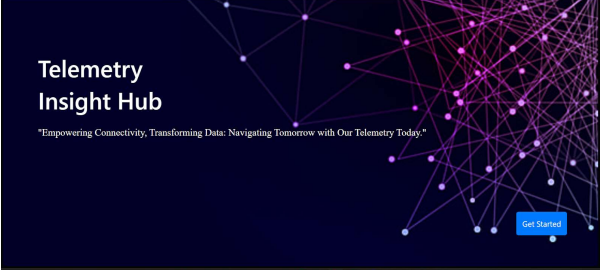 Telemetry
Insight Hub
"Empowering Connectivity, Transforming Data: Navigating Tomorrow with Our Telemetry Today."
Get Started